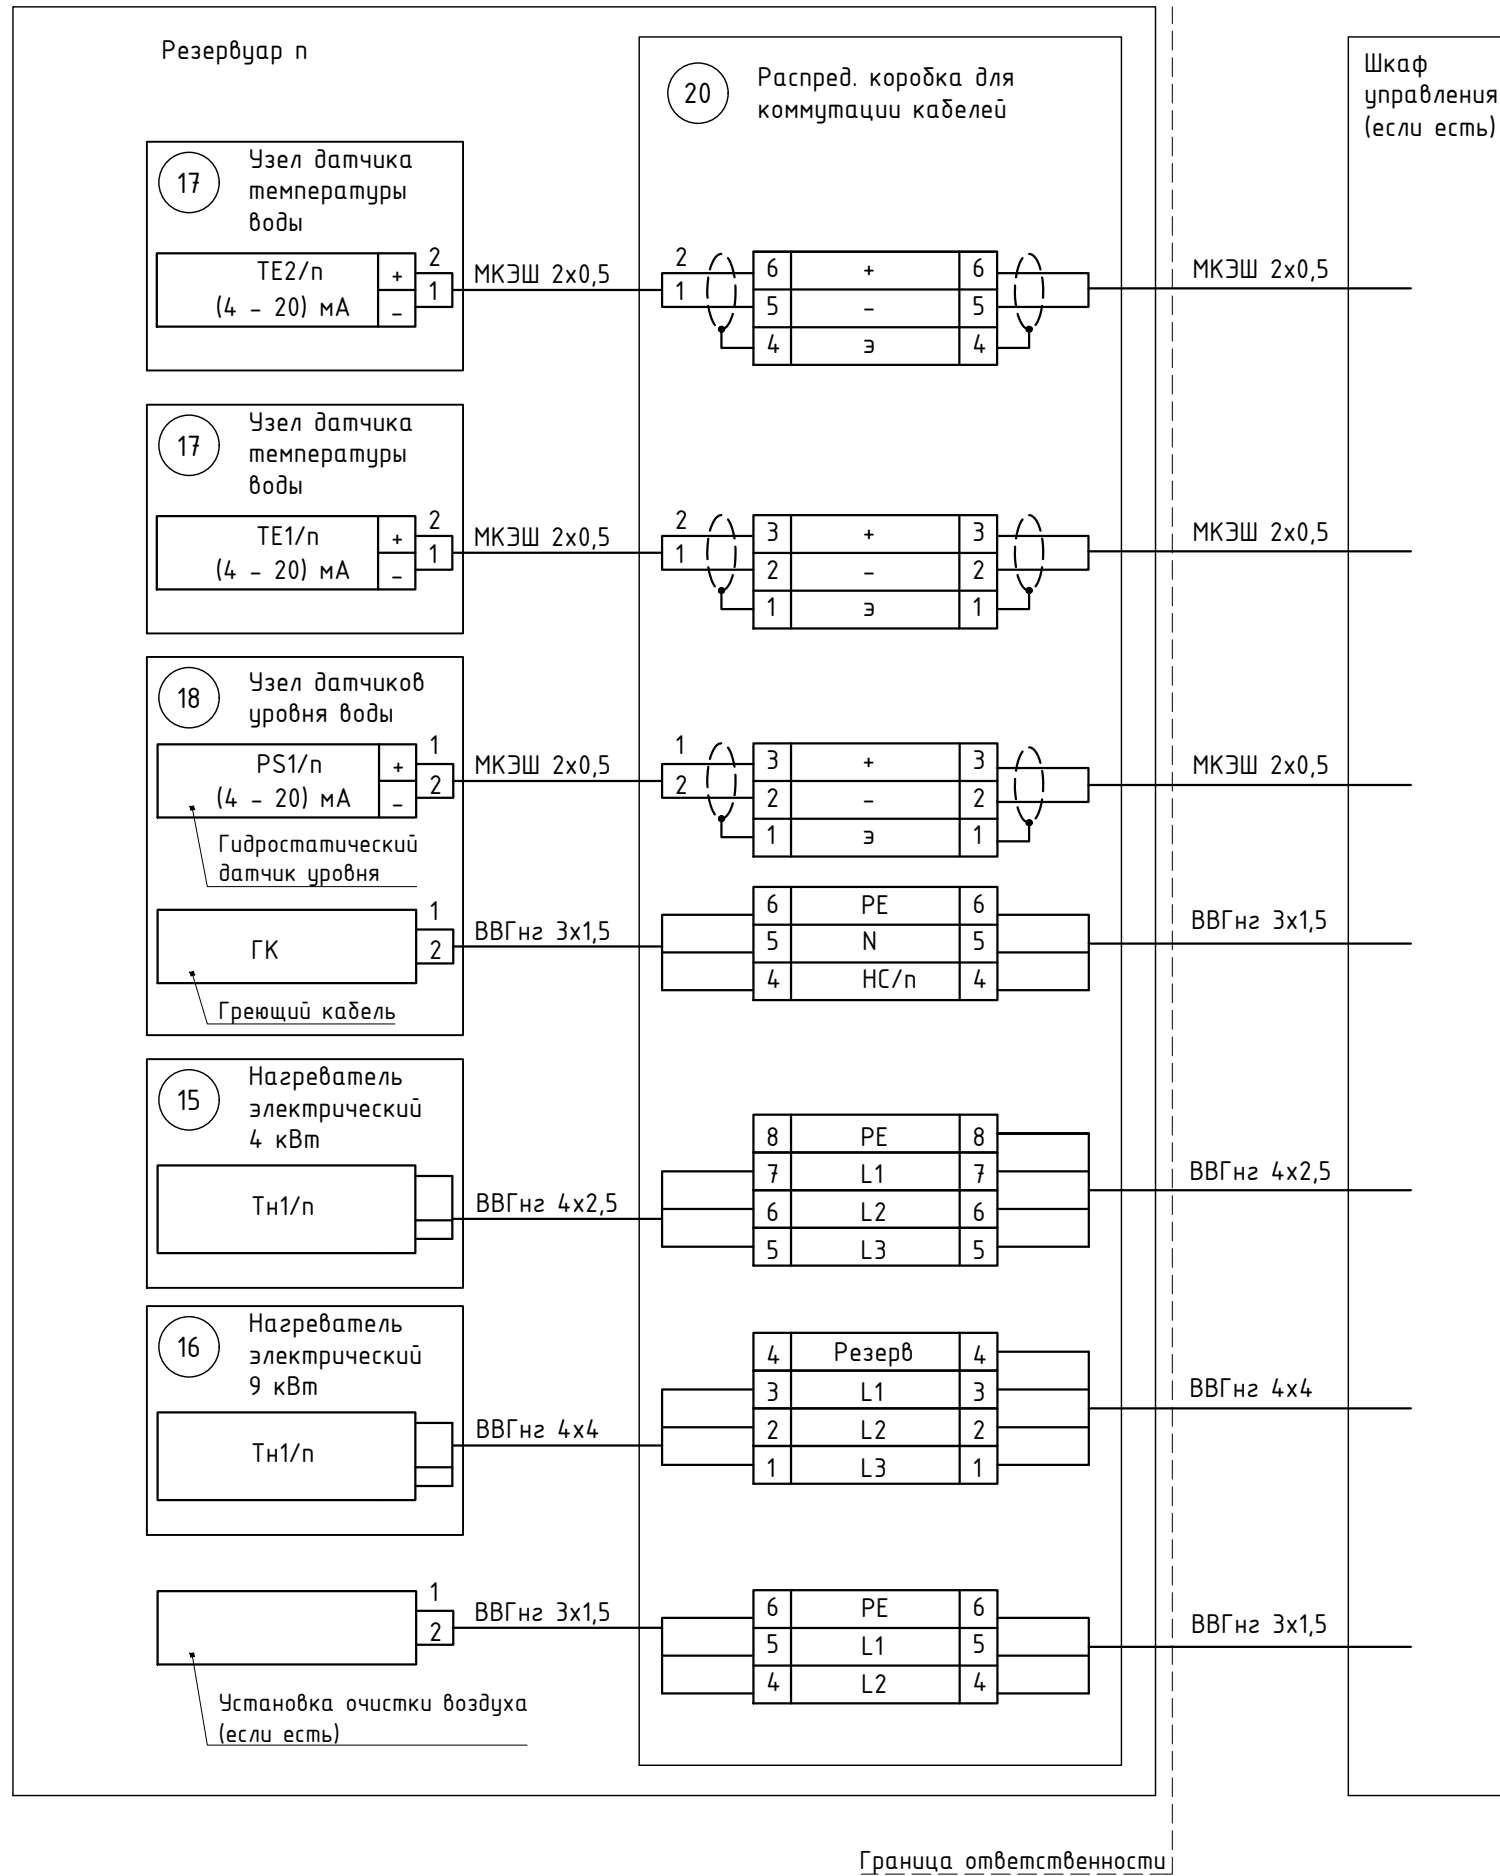 Резервуар n
20
Распред. коробка для
коммутации кабелей
Шкаф
управления
(если есть)
17
Узел датчика
температуры
воды
TE2/n
(4 - 20) мА
+
-
2
1
МКЭШ 2х0,5
2
1
6 + 6
5 - 5
4 э 4
МКЭШ 2х0,5
17
Узел датчика
температуры
воды
TE1/n
(4 - 20) мА
+
-
2
1
МКЭШ 2х0,5
2
1
3 + 3
2 - 2
1 э 1
МКЭШ 2х0,5
18
Узел датчиков
уровня воды
PS1/n
(4 - 20) мА
+
-
1
2
МКЭШ 2х0,5
1
2
3 + 3
2 - 2
1 э 1
МКЭШ 2х0,5
Гидростатический
датчик уровня
ГК
1
2
ВВГнг 3х1,5
6 PE 6
5 N 5
4 НС/n 4
ВВГнг 3х1,5
Греющий кабель
15
Нагреватель
электрический
4 кВт
Тн1/n
ВВГнг 4х2,5
8 PE 8
7 L1 7
6 L2 6
5 L3 5
ВВГнг 4х2,5
16
Нагреватель
электрический
9 кВт
Тн1/n
ВВГнг 4х4
4 Резерв 4
3 L1 3
2 L2 2
1 L3 1
ВВГнг 4х4
1
2
ВВГнг 3х1,5
6 PE 6
5 L1 5
4 L2 4
ВВГнг 3х1,5
Установка очистки воздуха
(если есть)
Граница ответственности